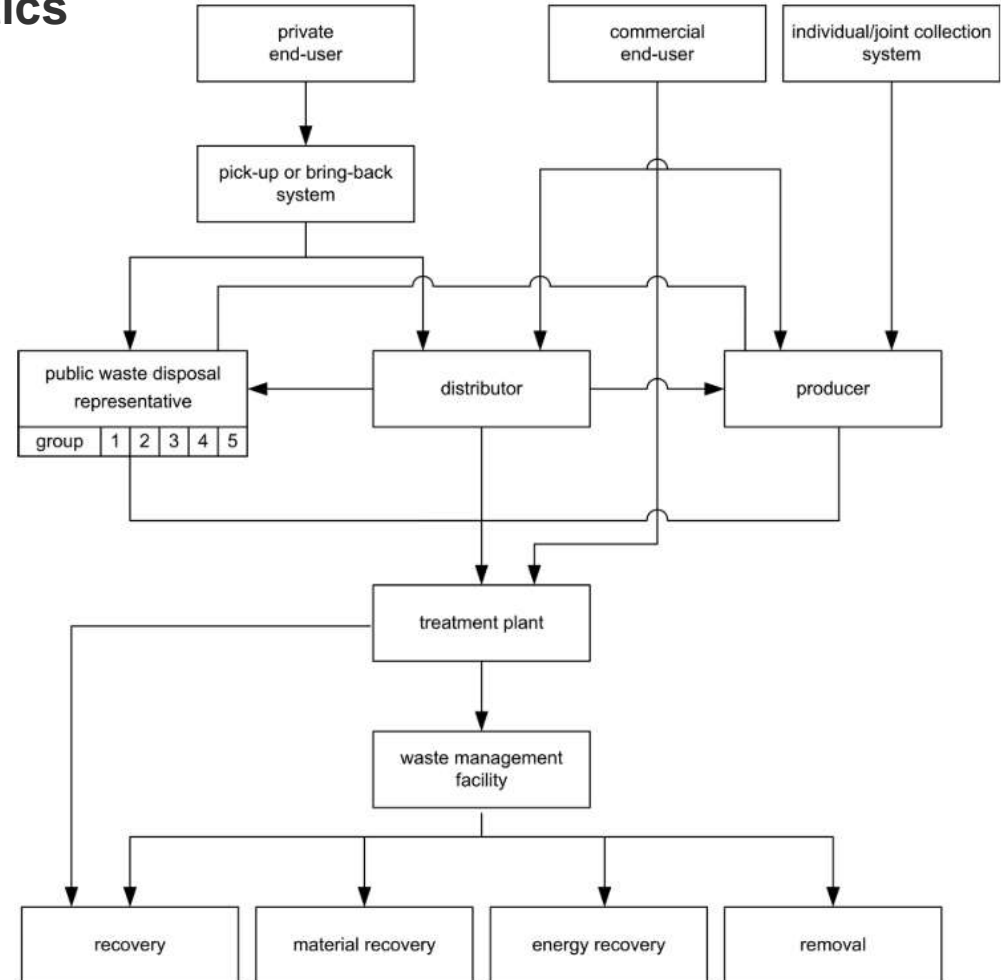 tics
private
end-user
commercial
end-user
individual/joint collection
system
pick-up or bring-back
system
public waste disposal
representative
group 1 2 3 4 5
distributor
producer
treatment plant
waste management
facility
recovery
material recovery
energy recovery
removal